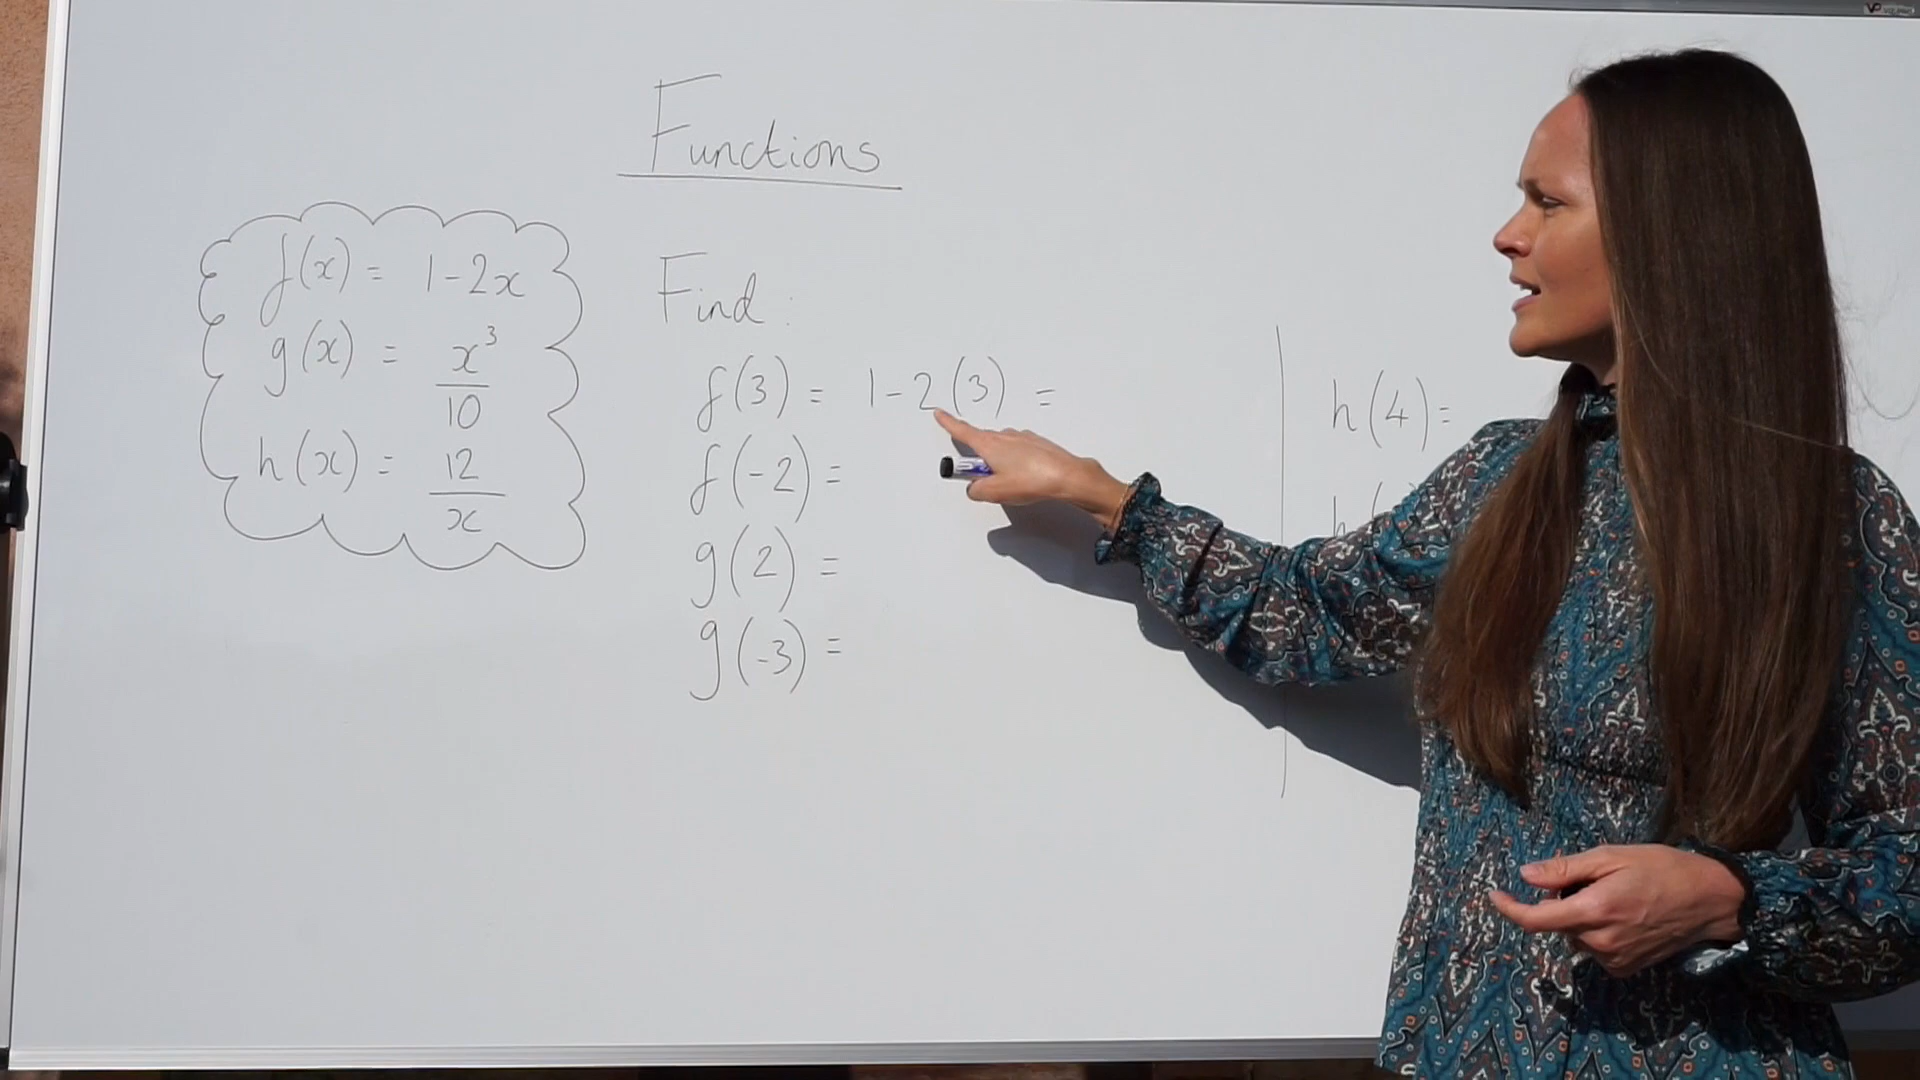 Functions
f(x) = 1-2x
g(x) = x³/10
h(x) = 12/x
Find:
f(3) = 1-2(3) =
f(-2) =
g(2) =
g(-3) =
h(4) =
h(